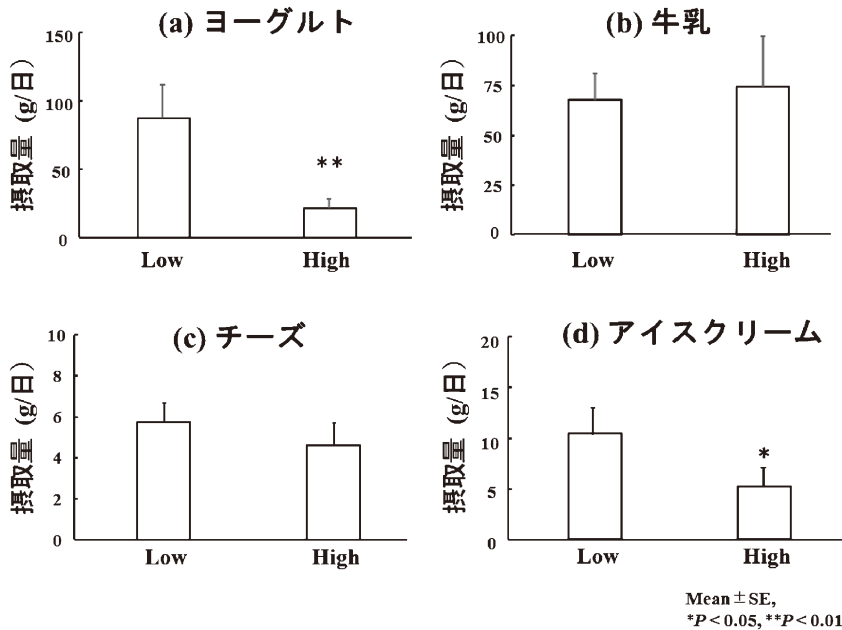 (a) ヨーグルト
摂取量 (g/日)
150
100
50
0
**
Low
High
(b) 牛乳
摂取量 (g/日)
100
75
50
25
0
Low
High
(c) チーズ
摂取量 (g/日)
10
8
6
4
2
0
Low
High
(d) アイスクリーム
摂取量 (g/日)
20
15
10
5
0
*
Low
High
Mean±SE,
*P<0.05, **P<0.01